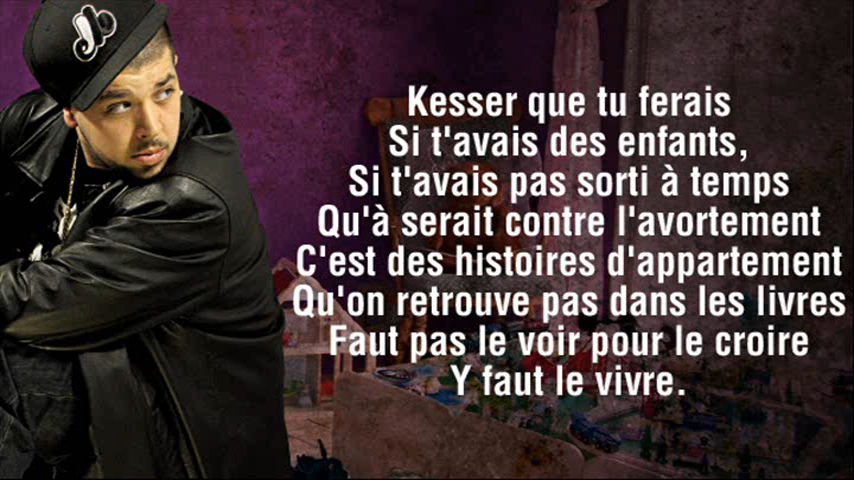 Kesser que tu ferais
Si t'avais des enfants,
Si t'avais pas sorti à temps
Qu'à serait contre l'avortement
C'est des histoires d'appartement
Qu'on retrouve pas dans les livres
Faut pas le voir pour le croire
Y faut le vivre.